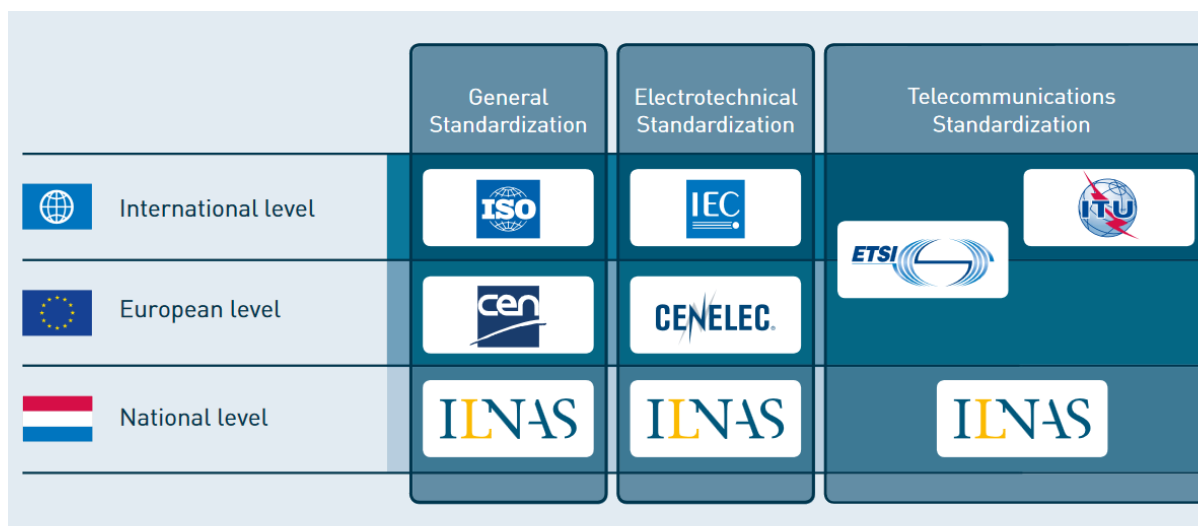 General
Standardization
Electrotechnical
Standardization
Telecommunications
Standardization
International level
ISO
IEC
ETSI
ITU
European level
cen
CENELEC®
National level
ILNAS
ILNAS
ILNAS